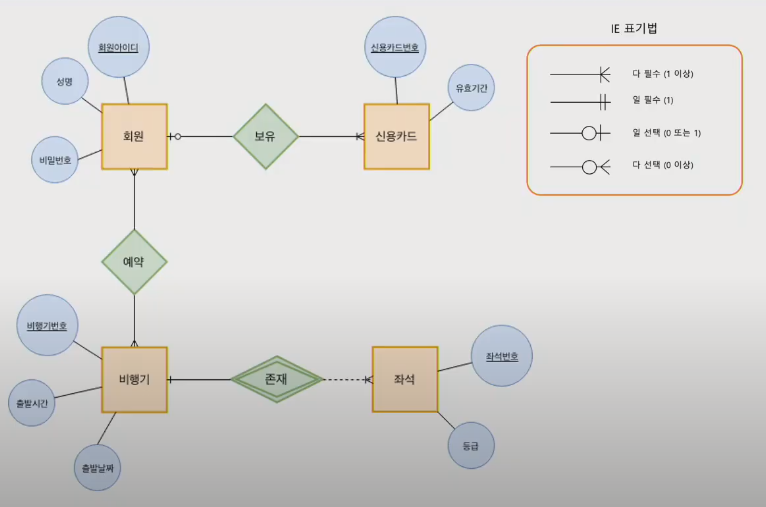 IE 표기법
회원아이디
신용카드번호
성명
유효기간
다 필수 (1 이상)
일 필수 (1)
회원
보유
신용카드
일 선택 (0 또는 1)
비밀번호
다 선택 (0 이상)
예약
비행기번호
좌석번호
비행기
존재
좌석
출발시간
등급
출발날짜